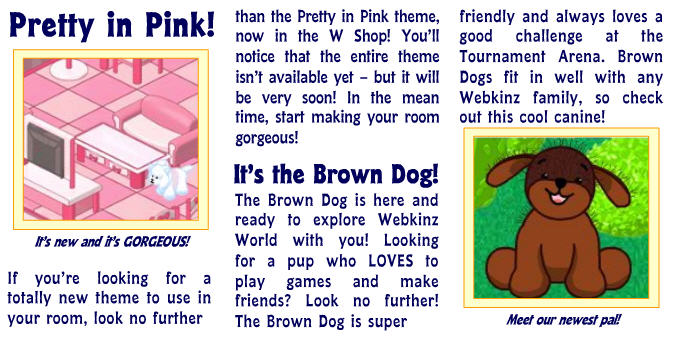 Pretty in Pink!
It's new and it's GORGEOUS!
If you're looking for a
totally new theme to use in
your room, look no further
than the Pretty in Pink theme,
now in the W Shop! You'll
notice that the entire theme
isn't available yet – but it will
be very soon! In the mean
time, start making your room
gorgeous!
It's the Brown Dog!
The Brown Dog is here and
ready to explore Webkinz
World with you! Looking
for a pup who LOVES to
play games and make
friends? Look no further!
The Brown Dog is super
friendly and always loves a
good challenge at the
Tournament Arena. Brown
Dogs fit in well with any
Webkinz family, so check
out this cool canine!
Meet our newest pal!